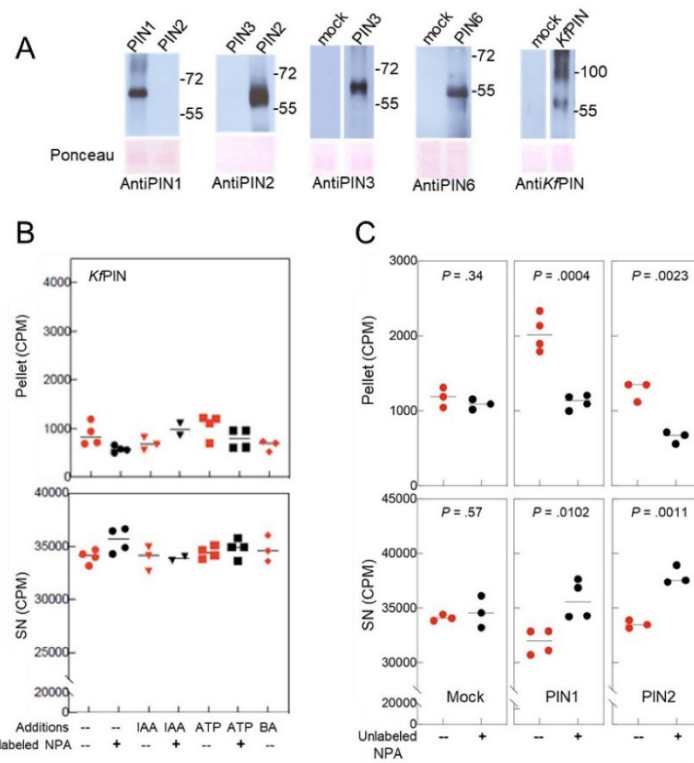 A
PIN1 PIN2 PIN3 PIN2 mock PIN3 mock PIN6 mock KfPIN
-72 -72 -72 -72 -100
-55 -55 -55 -55 -55
Ponceau
AntiPIN1 AntiPIN2 AntiPIN3 AntiPIN6 AntiKfPIN
B
KfPIN
Pellet (CPM)
4000
3000
2000
1000
0
SN (CPM)
40000
35000
30000
25000
20000
0
Additions -- -- IAA IAA ATP ATP BA
labeled NPA -- + -- + -- + --
C
P = .34 P = .0004 P = .0023
Pellet (CPM)
3000
2000
1000
0
P = .57 P = .0102 P = .0011
SN (CPM)
45000
40000
35000
30000
20000
0
Mock PIN1 PIN2
Unlabeled -- + -- + -- +
NPA